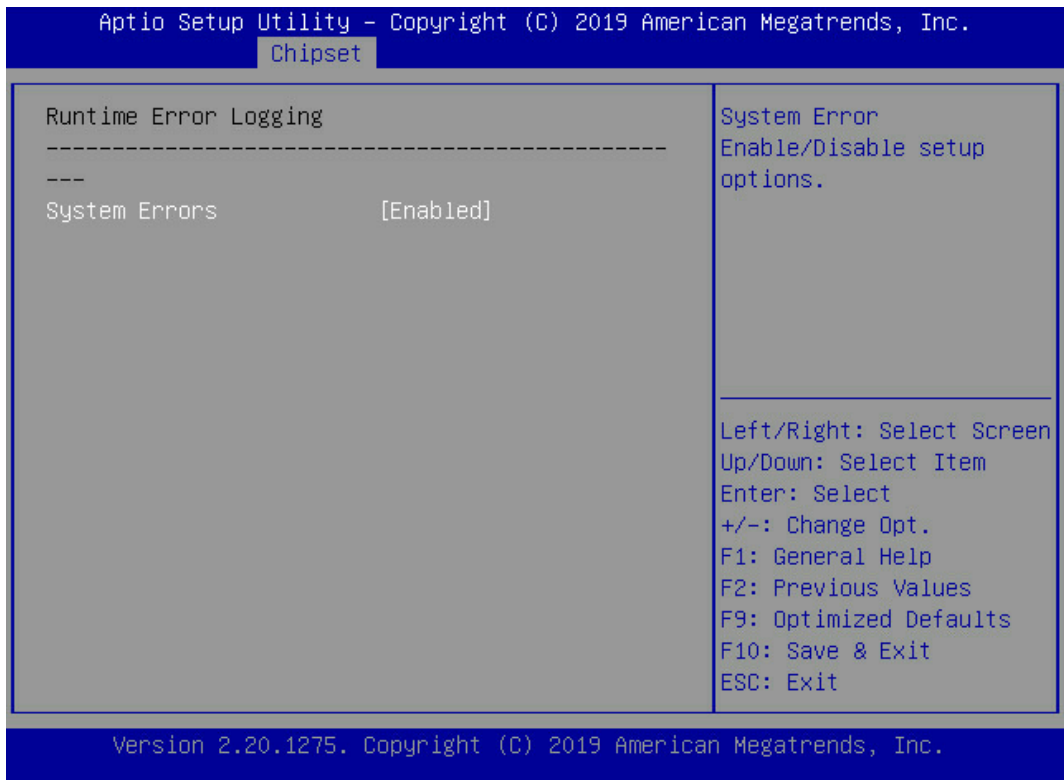 Aptio Setup Utility – Copyright (C) 2019 American Megatrends, Inc.
Chipset
Runtime Error Logging
-----------------------------------------------
---
System Errors [Enabled]
System Error
Enable/Disable setup
options.
Left/Right: Select Screen
Up/Down: Select Item
Enter: Select
+/-: Change Opt.
F1: General Help
F2: Previous Values
F9: Optimized Defaults
F10: Save & Exit
ESC: Exit
Version 2.20.1275. Copyright (C) 2019 American Megatrends, Inc.